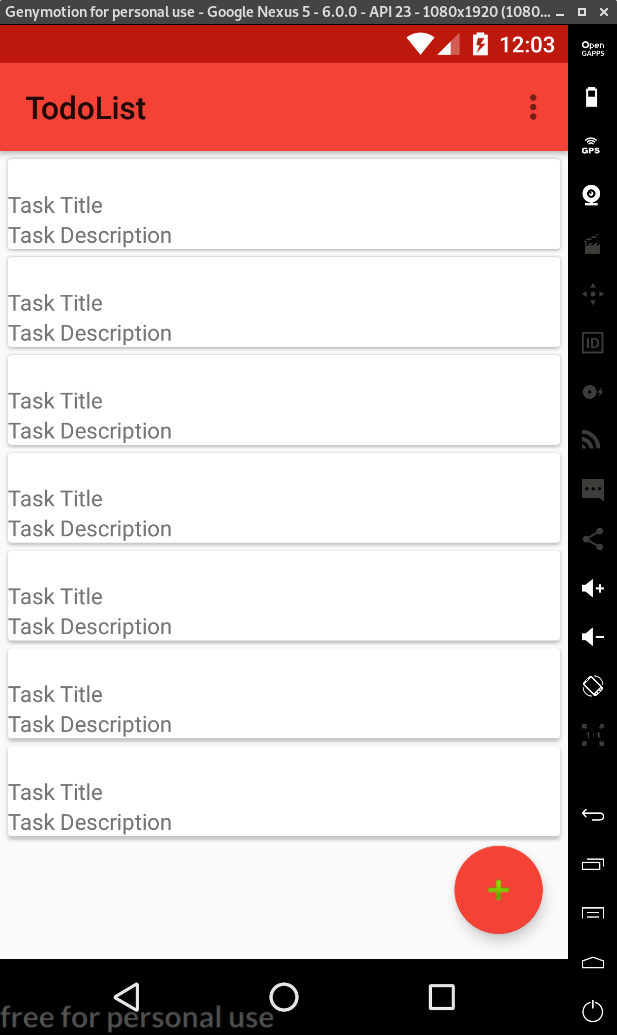 Genymotion for personal use - Google Nexus 5 - 6.0.0 - API 23 - 1080x1920 (1080...
Open
GAPPS
12:03
TodoList
GPS
Task Title
Task Description
Task Title
Task Description
ID
Task Title
Task Description
Task Title
Task Description
Task Title
Task Description
Task Title
Task Description
1:1
Task Title
Task Description
free for personal use